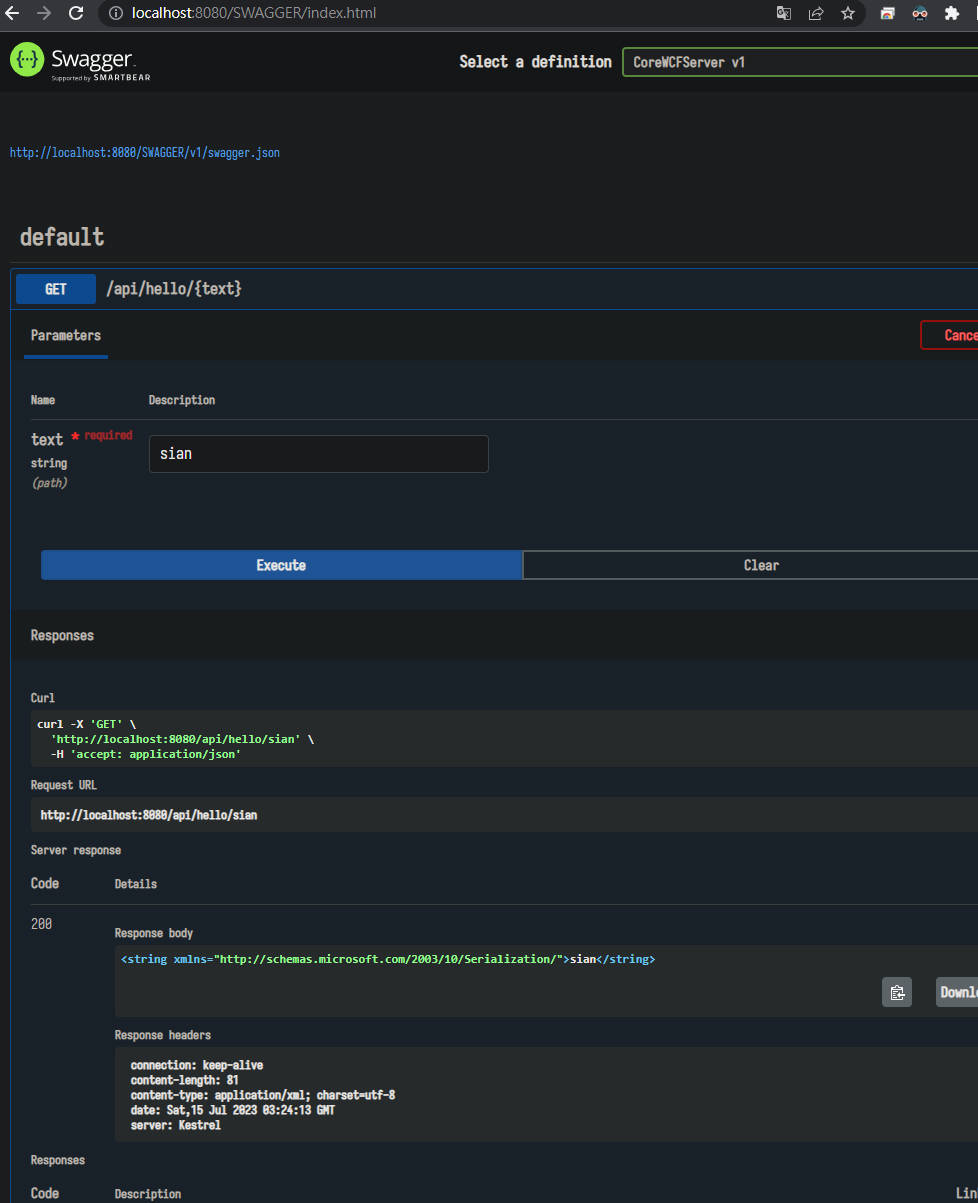 localhost:8080/SWAGGER/index.html
{...} Swagger.
Supported by SMARTBEAR
Select a definition
CoreWCFServer v1
http://localhost:8080/SWAGGER/v1/swagger.json
default
GET /api/hello/{text}
Parameters
Cance
Name Description
text * required
string
(path)
sian
Execute Clear
Responses
Curl
curl -X 'GET' \
'http://localhost:8080/api/hello/sian' \
-H 'accept: application/json'
Request URL
http://localhost:8080/api/hello/sian
Server response
Code Details
200
Response body
<string xmlns="http://schemas.microsoft.com/2003/10/Serialization/">sian</string>
Downl
Response headers
connection: keep-alive
content-length: 81
content-type: application/xml; charset=utf-8
date: Sat,15 Jul 2023 03:24:13 GMT
server: Kestrel
Responses
Code Description Lin